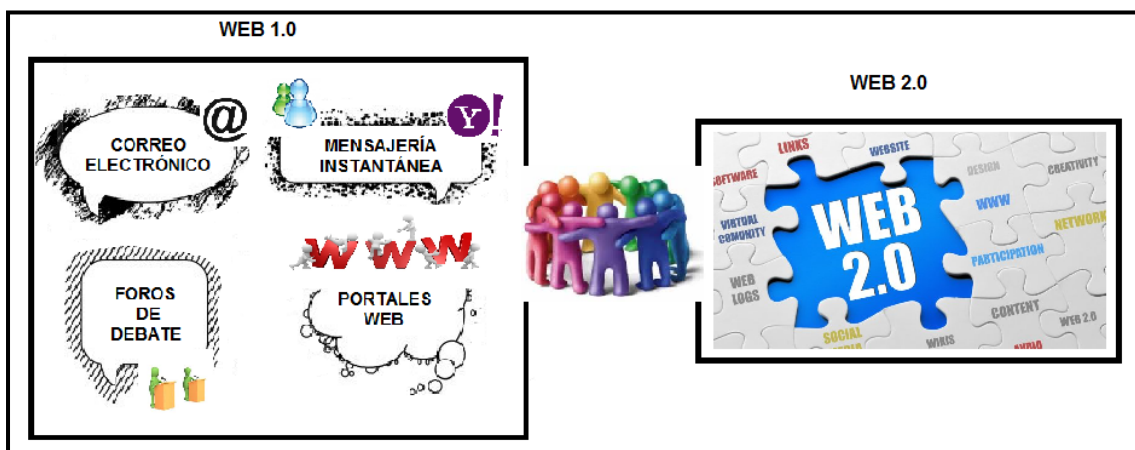 WEB 1.0
CORREO
ELECTRÓNICO
@
MENSAJERÍA
INSTANTÁNEA
Y!
FOROS
DE
DEBATE
WWW
PORTALES
WEB
WEB 2.0
LINKS
WEBSITE
SOFTWARE
DESIGN
CREATIVITY
VIRTUAL
COMUNITY
WWW
NETWORK
WEB
2.0
PARTICIPATION
WEB
LOGS
CONTENT
WEB 2.0
SOCIAL
WIKIS